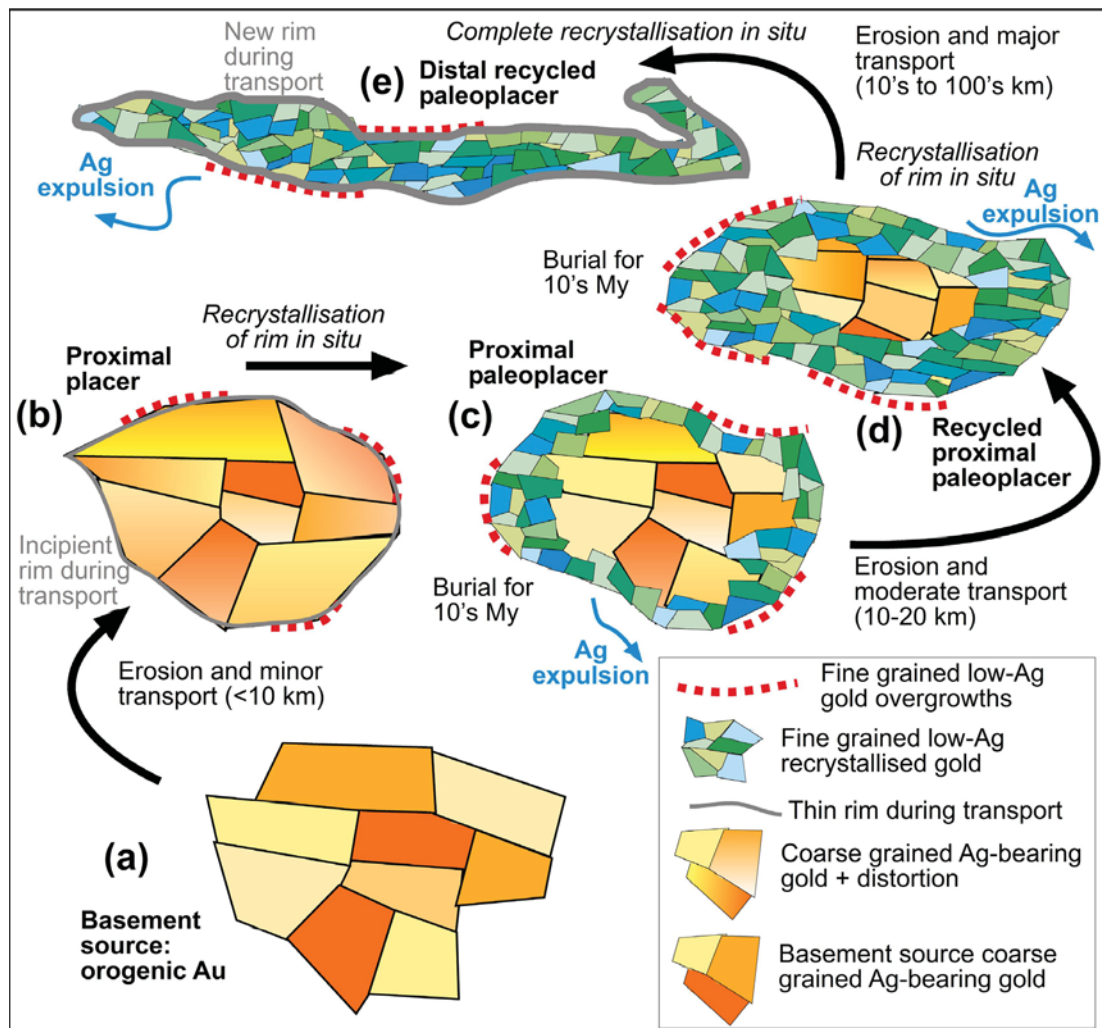 New rim
during
transport
Complete recrystallisation in situ
(e)
Distal recycled
paleoplacer
Erosion and major
transport
(10's to 100's km)
Ag
expulsion
Recrystallisation
of rim in situ
Ag
expulsion
Burial for
10's My
Recrystallisation
of rim in situ
Proximal
placer
(b)
Proximal
paleoplacer
(c)
(d)
Recycled
proximal
paleoplacer
Incipient
rim during
transport
Burial for
10's My
Ag
expulsion
Erosion and
moderate transport
(10-20 km)
Erosion and minor
transport (<10 km)
(a)
Basement
source:
orogenic Au
Fine grained low-Ag
gold overgrowths
Fine grained low-Ag
recrystallised gold
Thin rim during transport
Coarse grained Ag-bearing
gold + distortion
Basement source coarse
grained Ag-bearing gold